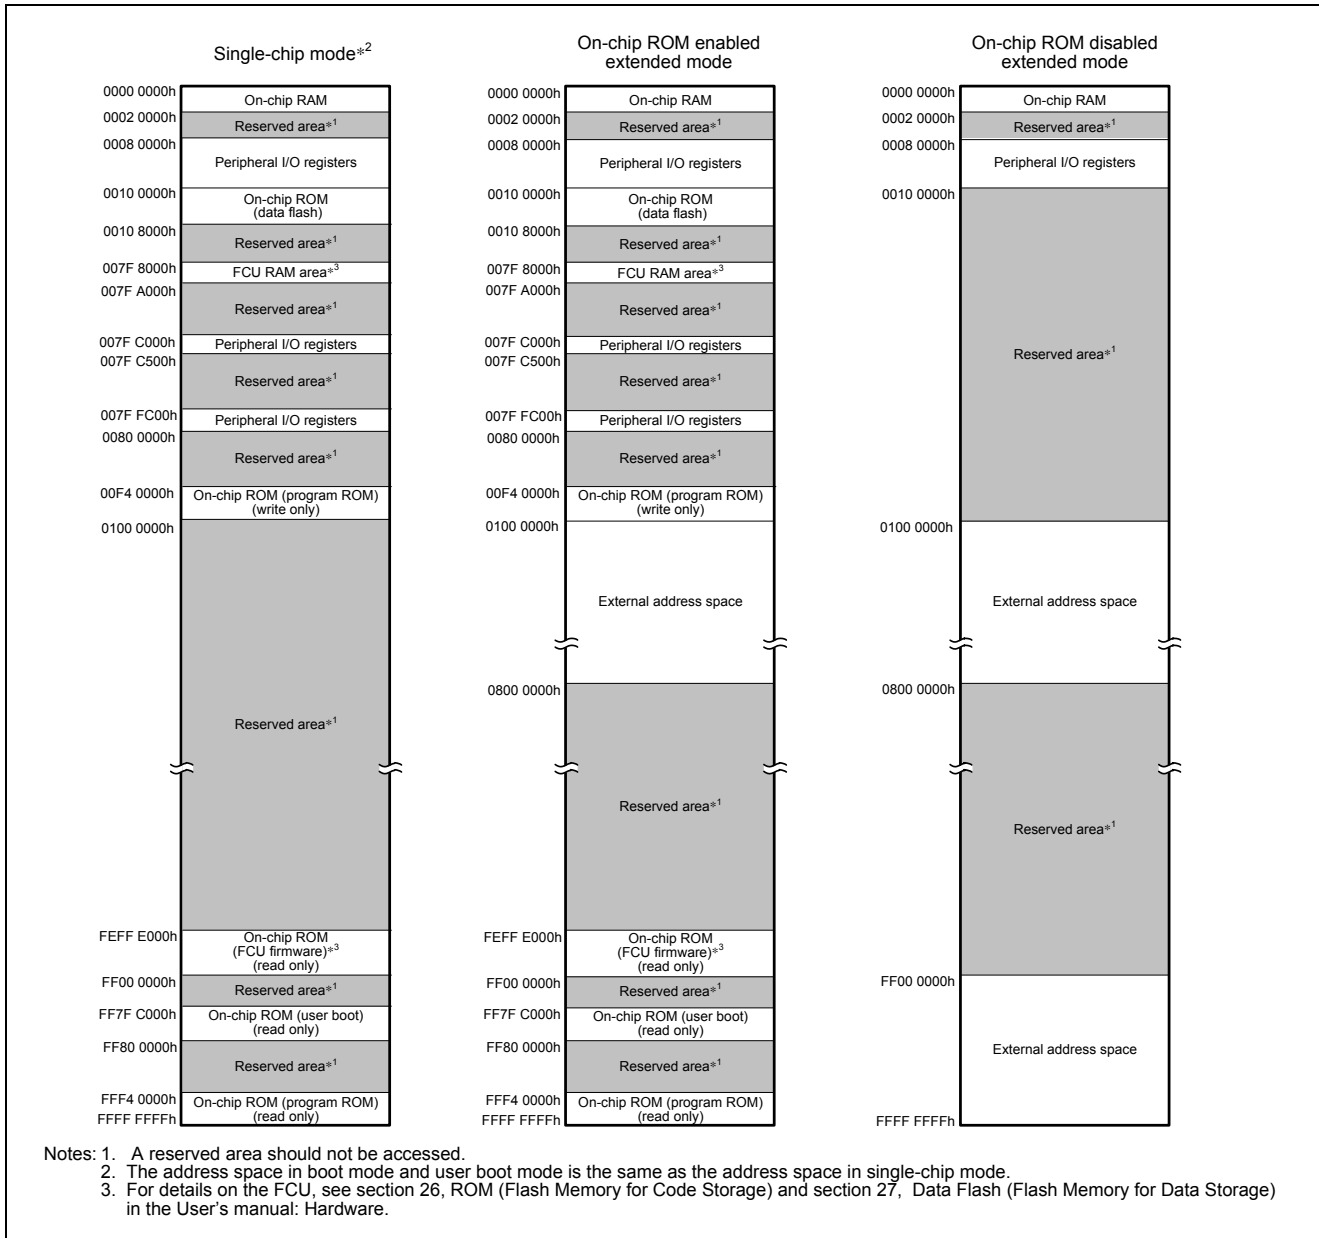 Single-chip mode*2
0000 0000h
On-chip RAM
0002 0000h
Reserved area*1
0008 0000h
Peripheral I/O registers
0010 0000h
On-chip ROM
(data flash)
0010 8000h
Reserved area*1
007F 8000h
FCU RAM area*3
007F A000h
Reserved area*1
007F C000h
Peripheral I/O registers
007F C500h
Reserved area*1
007F FC00h
Peripheral I/O registers
0080 0000h
Reserved area*1
00F4 0000h
On-chip ROM (program ROM)
(write only)
0100 0000h
Reserved area*1
FEFF E000h
On-chip ROM
(FCU firmware)*3
(read only)
FF00 0000h
Reserved area*1
FF7F C000h
On-chip ROM (user boot)
(read only)
FF80 0000h
Reserved area*1
FFF4 0000h
On-chip ROM (program ROM)
(read only)
FFFF FFFFh
On-chip ROM enabled
extended mode
0000 0000h
On-chip RAM
0002 0000h
Reserved area*1
0008 0000h
Peripheral I/O registers
0010 0000h
On-chip ROM
(data flash)
0010 8000h
Reserved area*1
007F 8000h
FCU RAM area*3
007F A000h
Reserved area*1
007F C000h
Peripheral I/O registers
007F C500h
Reserved area*1
007F FC00h
Peripheral I/O registers
0080 0000h
Reserved area*1
00F4 0000h
On-chip ROM (program ROM)
(write only)
0100 0000h
External address space
0800 0000h
Reserved area*1
FEFF E000h
On-chip ROM
(FCU firmware)*3
(read only)
FF00 0000h
Reserved area*1
FF7F C000h
On-chip ROM (user boot)
(read only)
FF80 0000h
Reserved area*1
FFF4 0000h
On-chip ROM (program ROM)
(read only)
FFFF FFFFh
On-chip ROM disabled
extended mode
0000 0000h
On-chip RAM
0002 0000h
Reserved area*1
0008 0000h
Peripheral I/O registers
0010 0000h
Reserved area*1
0100 0000h
External address space
0800 0000h
Reserved area*1
FF00 0000h
External address space
FFFF FFFFh
Notes: 1. A reserved area should not be accessed.
2. The address space in boot mode and user boot mode is the same as the address space in single-chip mode.
3. For details on the FCU, see section 26, ROM (Flash Memory for Code Storage) and section 27, Data Flash (Flash Memory for Data Storage)
in the User's manual: Hardware.